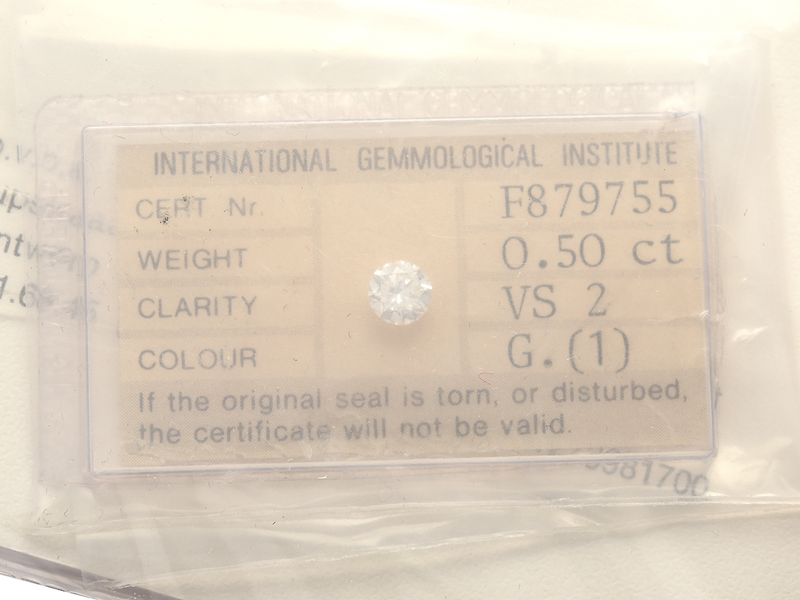 INTERNATIONAL GEMMOLOGICAL INSTITUTE
CERT Nr. F879755
WEIGHT 0.50 ct
CLARITY VS 2
COLOUR G.(1)
If the original seal is torn, or disturbed,
the certificate will not be valid.